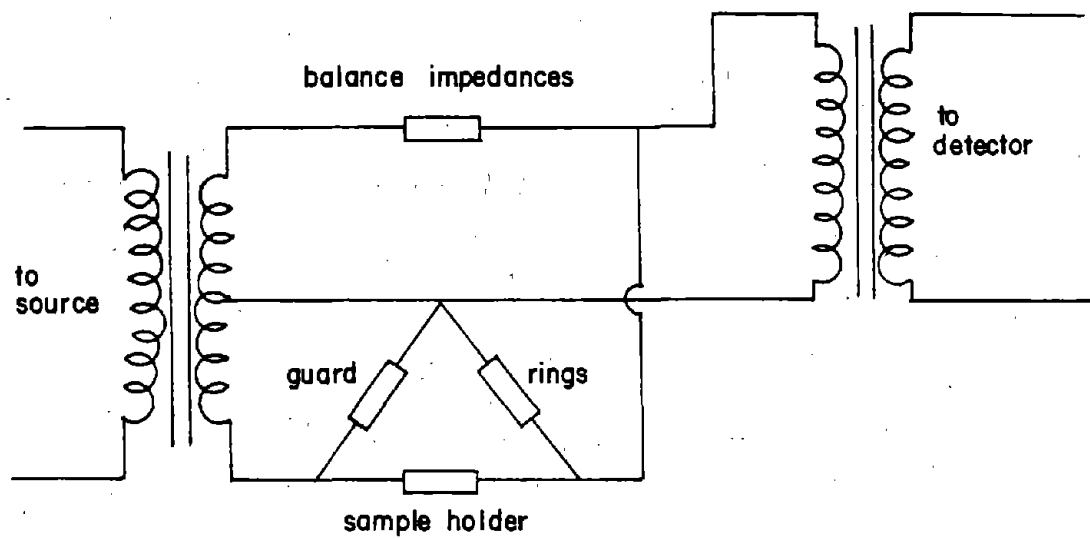 balance impedances
to
detector
to
source
guard rings
sample holder